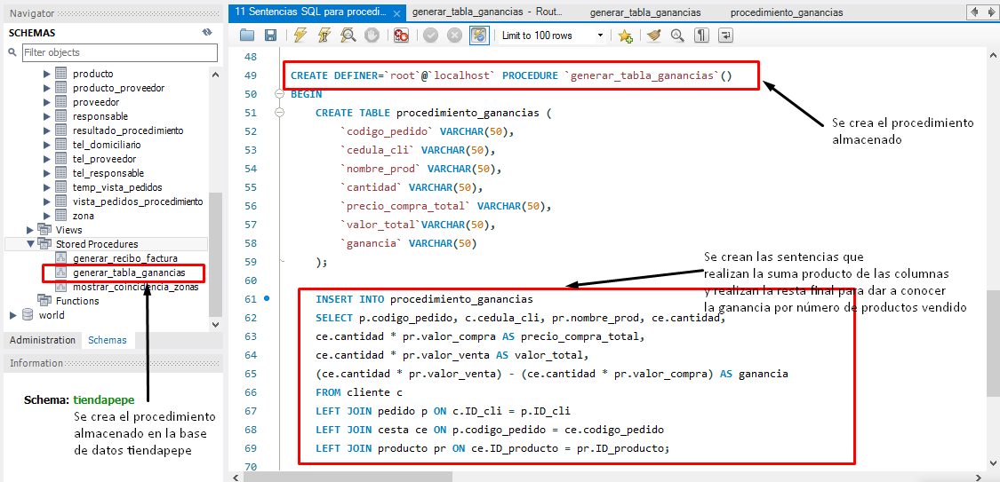 Navigator
SCHEMAS
Filter objects
producto
producto_proveedor
proveedor
responsable
resultado_procedimiento
tel_domiciliario
tel_proveedor
tel_responsable
temp_vista_pedidos
vista_pedidos_procedimiento
zona
Views
Stored Procedures
generar_recibo_factura
generar_tabla_ganancias
mostrar_coincidencia_zonas
Functions
world
Administration Schemas
Information
Schema: tiendapepe
Se crea el procedimiento
almacenado en la base
de datos tiendapepe
11 Sentencias SQL para procedi... generar_tabla_ganancias - Rout... generar_tabla_ganancias procedimiento_ganancias
Limit to 100 rows
48
49 CREATE DEFINER=`root`@`localhost` PROCEDURE `generar_tabla_ganancias`()
50 BEGIN
51 CREATE TABLE procedimiento_ganancias (
52 `codigo_pedido` VARCHAR(50),
53 `cedula_cli` VARCHAR(50),
54 `nombre_prod` VARCHAR(50),
55 `cantidad` VARCHAR(50),
56 `precio_compra_total` VARCHAR(50),
57 `valor_total`VARCHAR(50),
58 `ganancia` VARCHAR(50)
59 );
60
61 INSERT INTO procedimiento_ganancias
62 SELECT p.codigo_pedido, c.cedula_cli, pr.nombre_prod, ce.cantidad,
63 ce.cantidad * pr.valor_compra AS precio_compra_total,
64 ce.cantidad * pr.valor_venta AS valor_total,
65 (ce.cantidad * pr.valor_venta) - (ce.cantidad * pr.valor_compra) AS ganancia
66 FROM cliente c
67 LEFT JOIN pedido p ON c.ID_cli = p.ID_cli
68 LEFT JOIN cesta ce ON p.codigo_pedido = ce.codigo_pedido
69 LEFT JOIN producto pr ON ce.ID_producto = pr.ID_producto;
70
Se crea el procedimiento
almacenado
Se crean las sentencias que
realizan la suma producto de las columnas
y realizan la resta final para dar a conocer
la ganancia por número de productos vendido